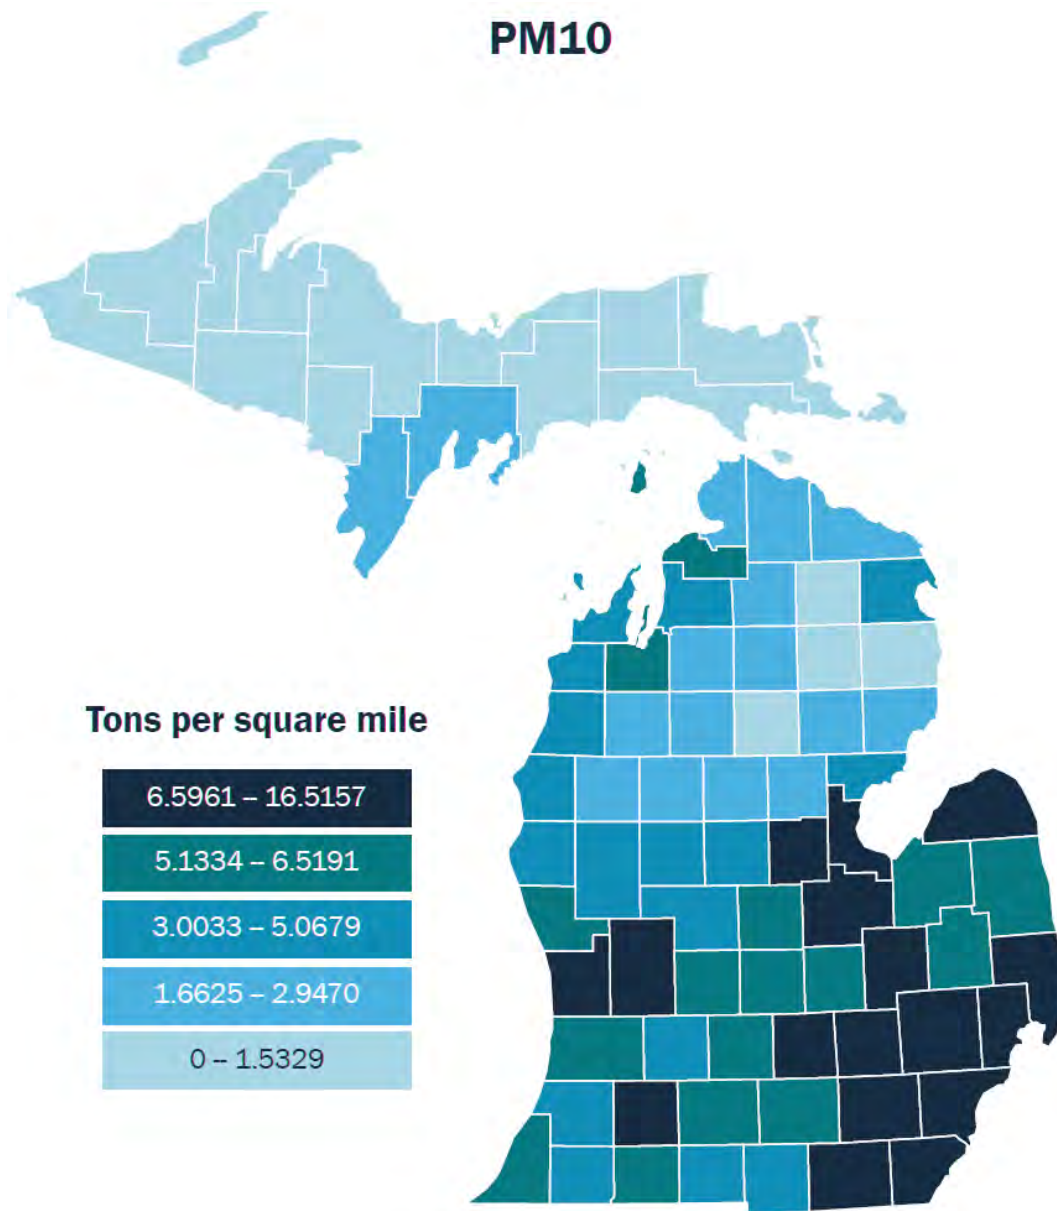 PM10
Tons per square mile
6.5961 – 16.5157
5.1334 – 6.5191
3.0033 – 5.0679
1.6625 – 2.9470
0 – 1.5329